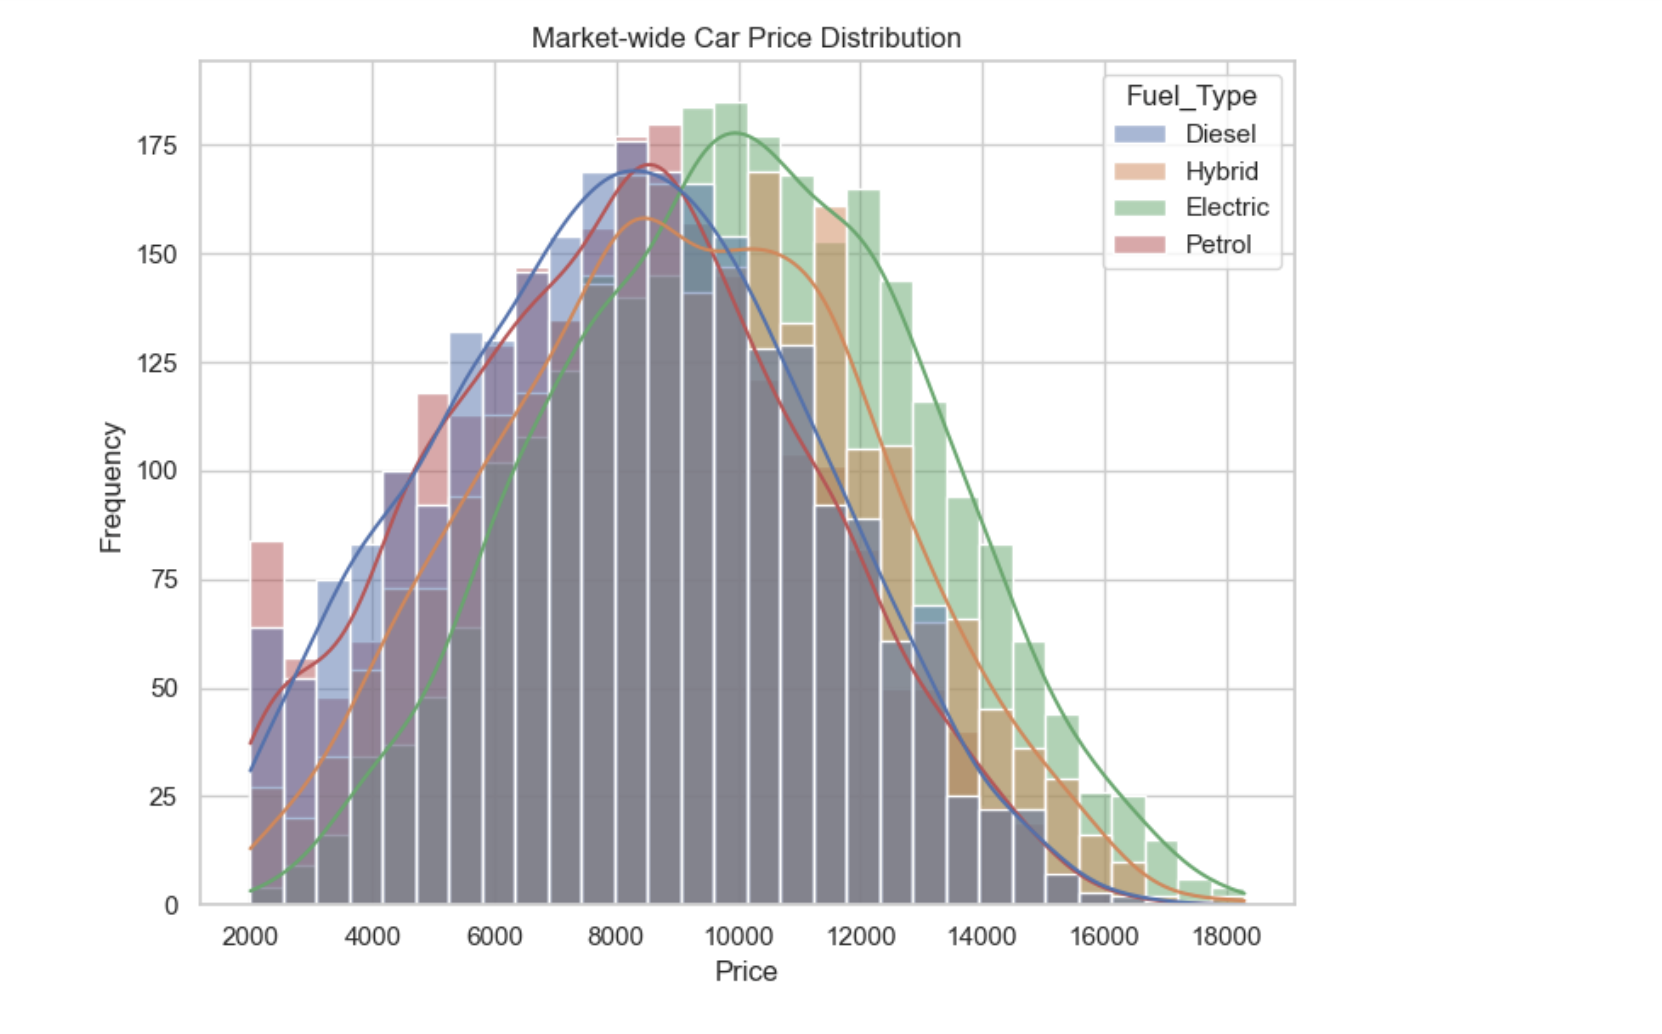 Market-wide Car Price Distribution
Fuel_Type
Diesel
Hybrid
Electric
Petrol
175
150
125
100
75
50
25
0
Frequency
2000 4000 6000 8000 10000 12000 14000 16000 18000
Price